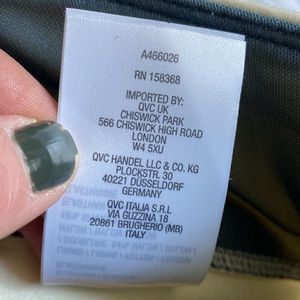 A466026
RN 158368
IMPORTED BY:
QVC UK
CHISWICK PARK
566 CHISWICK HIGH ROAD
LONDON
W4 5XU
QVC HANDEL LLC & CO. KG
PLOCKSTR. 30
40221 DÜSSELDORF
GERMANY
QVC ITALIA S.R.L
VIA GUZZINA 18
20861 BRUGHERIO (MB)
ITALY